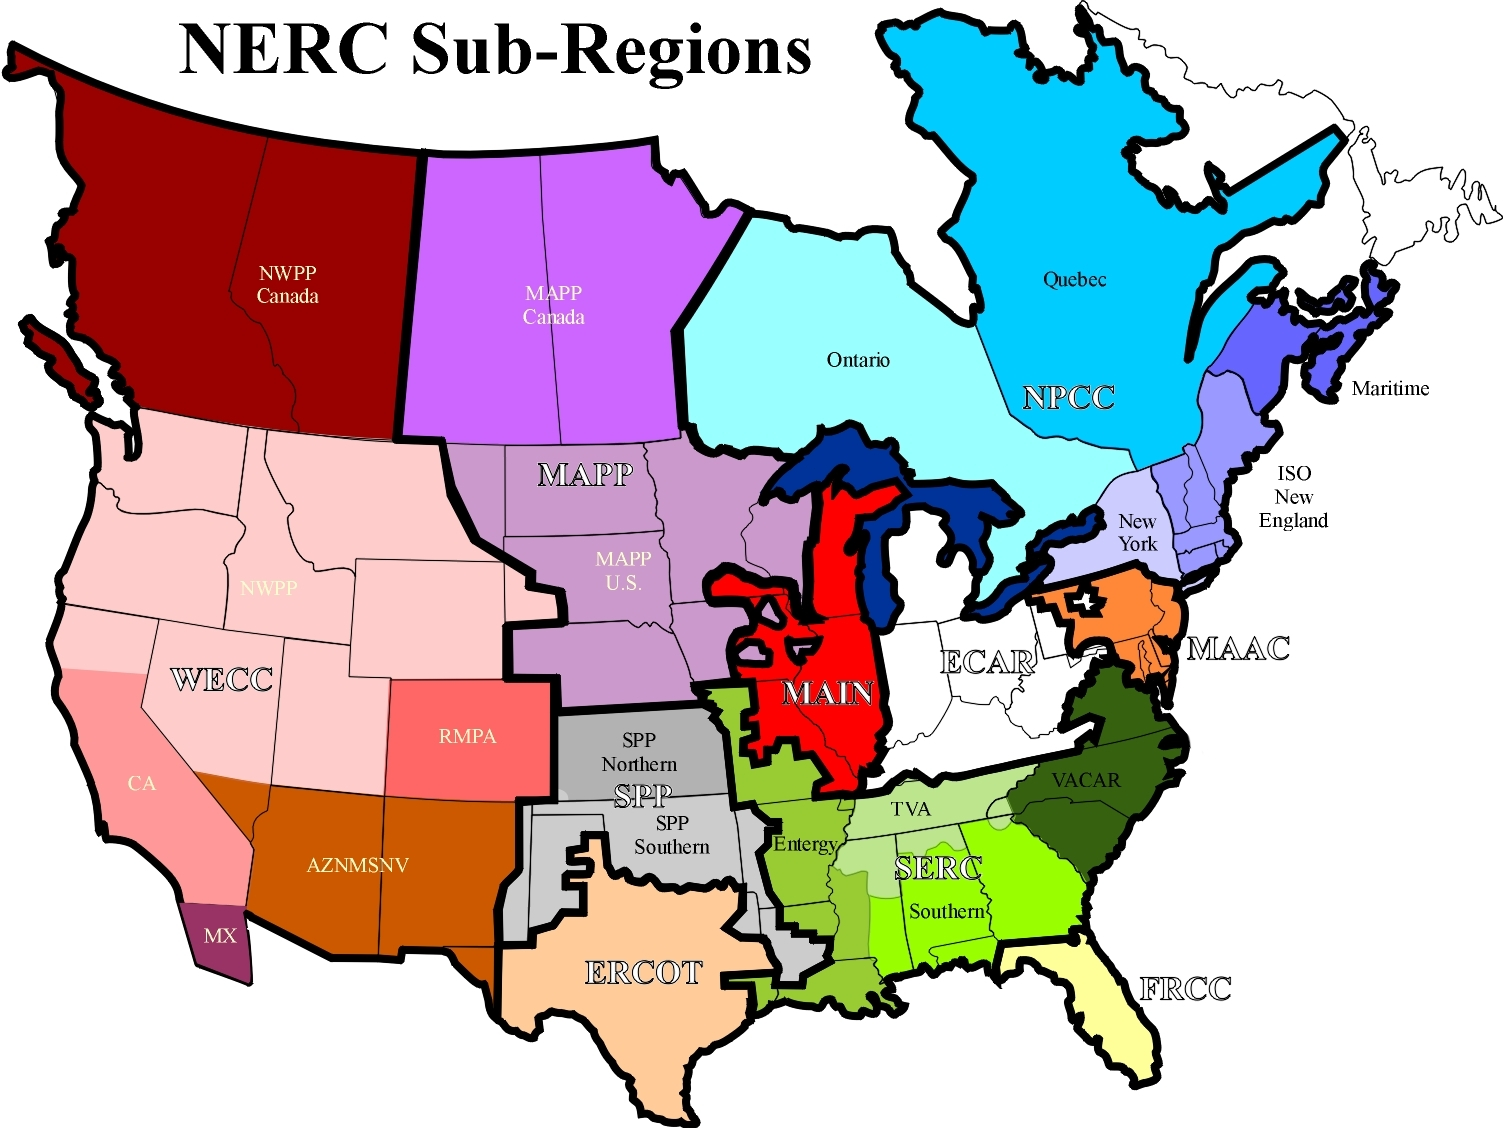 NERC Sub-Regions
NWPP
Canada
MAPP
Canada
Quebec
Ontario
NPCC
Maritime
MAPP
ISO
New
England
New
York
MAPP
U.S.
NWPP
WECC
ECAR
MAAC
MAIN
RMPA
SPP
Northern
SPP
CA
VACAR
TVA
SPP
Southern
Entergy
AZNMSNV
SERC
Southern
MX
ERCOT
FRCC